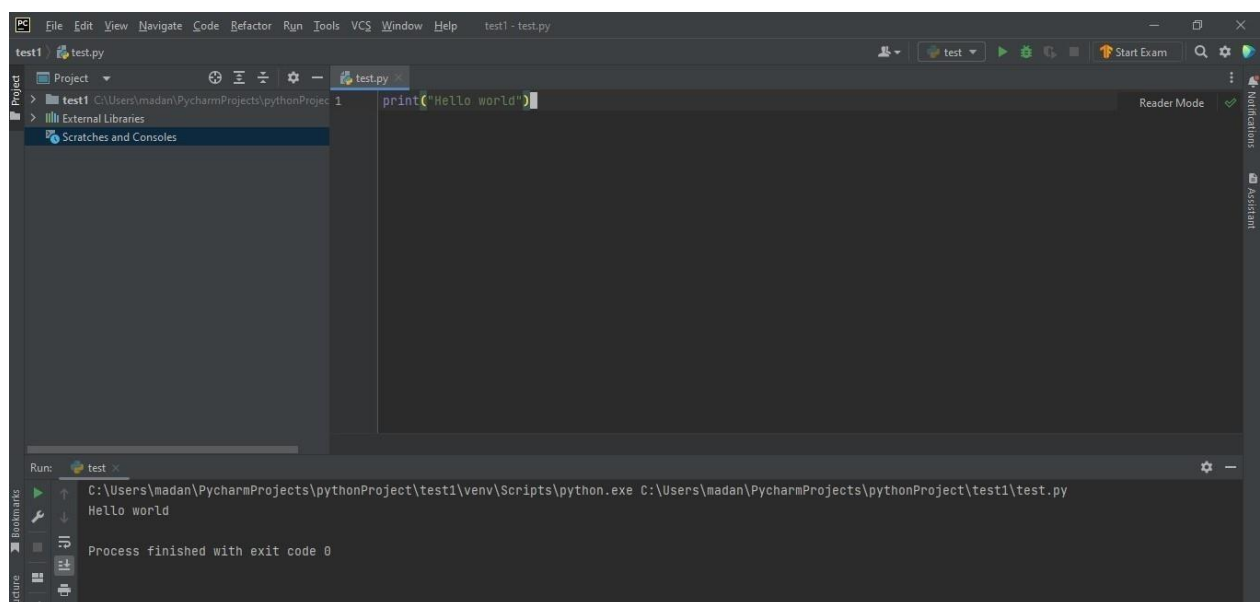 PC File Edit View Navigate Code Refactor Run Tools VCS Window Help test1 - test.py
test1 test.py test Start Exam
Project test.py
test1 C:\Users\madan\PycharmProjects\pythonProjec 1 print("Hello world") Reader Mode
External Libraries
Scratches and Consoles
Project
Notifications
Assistant
Run: test
C:\Users\madan\PycharmProjects\pythonProject\test1\venv\Scripts\python.exe C:\Users\madan\PycharmProjects\pythonProject\test1\test.py
Hello world
Process finished with exit code 0
Bookmarks
ucture